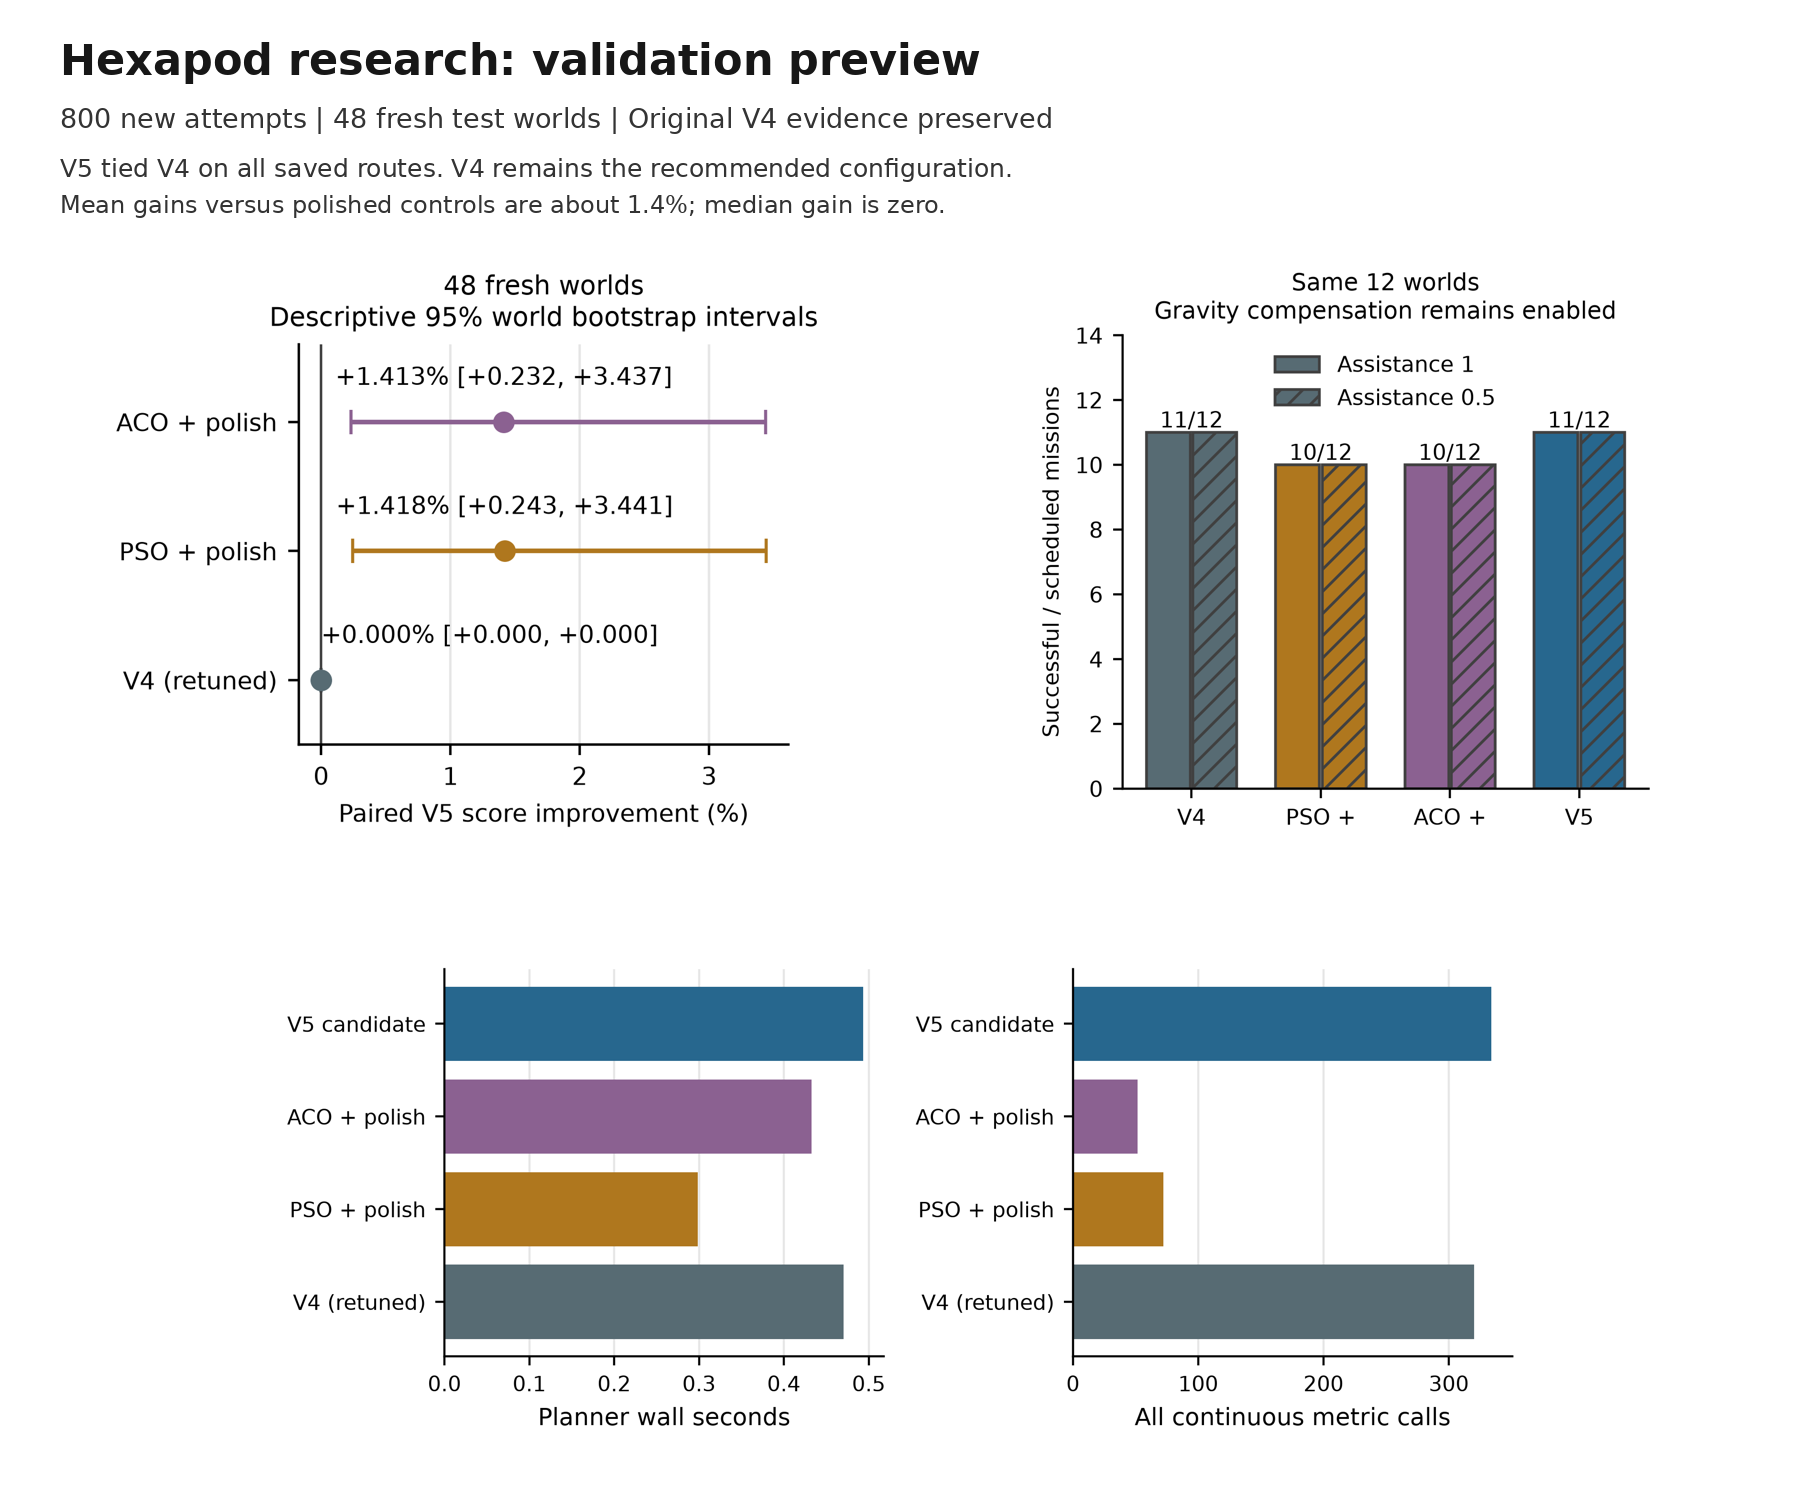 Hexapod research: validation preview
800 new attempts | 48 fresh test worlds | Original V4 evidence preserved
V5 tied V4 on all saved routes. V4 remains the recommended configuration.
Mean gains versus polished controls are about 1.4%; median gain is zero.
48 fresh worlds
Descriptive 95% world bootstrap intervals
+1.413% [+0.232, +3.437]
ACO + polish
+1.418% [+0.243, +3.441]
PSO + polish
+0.000% [+0.000, +0.000]
V4 (retuned)
0 1 2 3
Paired V5 score improvement (%)
Same 12 worlds
Gravity compensation remains enabled
Assistance 1
Assistance 0.5
11/12 10/12 10/12 11/12
Successful / scheduled missions
14
12
10
8
6
4
2
0
V4 PSO + ACO + V5
V5 candidate
ACO + polish
PSO + polish
V4 (retuned)
0.0 0.1 0.2 0.3 0.4 0.5
Planner wall seconds
V5 candidate
ACO + polish
PSO + polish
V4 (retuned)
0 100 200 300
All continuous metric calls